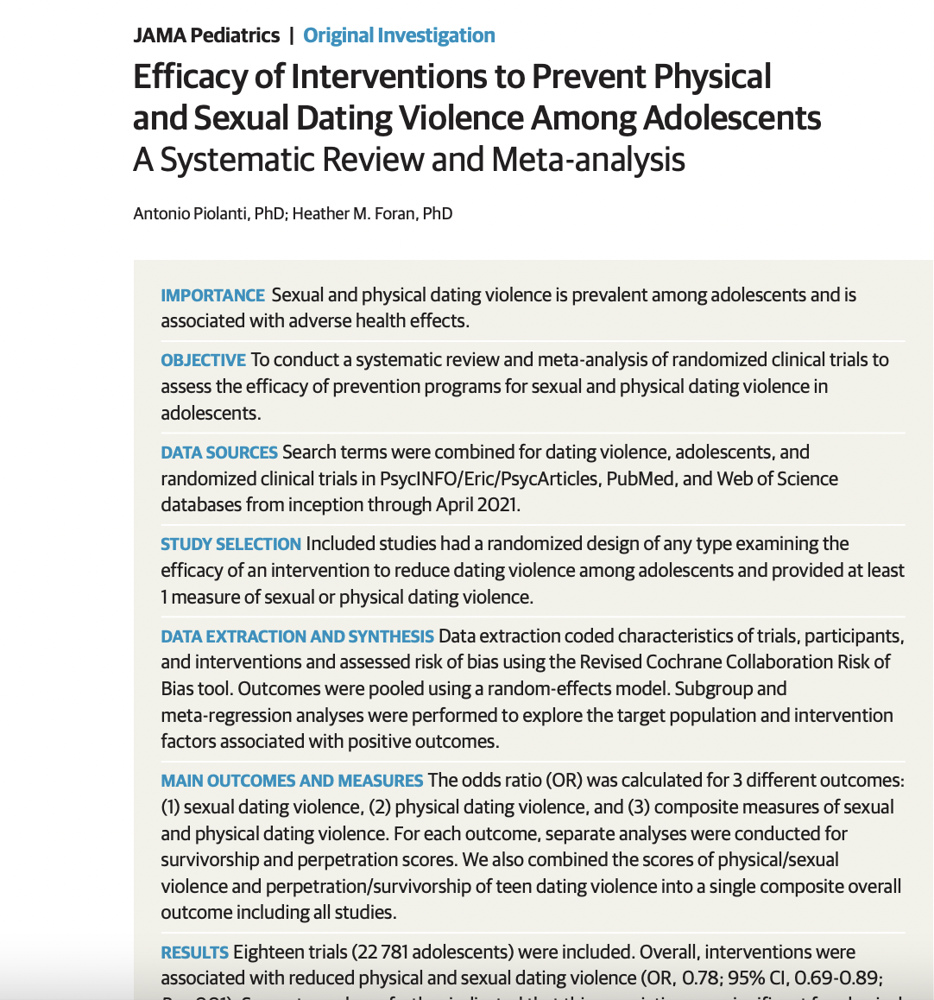 JAMA Pediatrics | Original Investigation
Efficacy of Interventions to Prevent Physical
and Sexual Dating Violence Among Adolescents
A Systematic Review and Meta-analysis
Antonio Piolanti, PhD; Heather M. Foran, PhD
IMPORTANCE Sexual and physical dating violence is prevalent among adolescents and is
associated with adverse health effects.
OBJECTIVE To conduct a systematic review and meta-analysis of randomized clinical trials to
assess the efficacy of prevention programs for sexual and physical dating violence in
adolescents.
DATA SOURCES Search terms were combined for dating violence, adolescents, and
randomized clinical trials in PsycINFO/Eric/PsycArticles, PubMed, and Web of Science
databases from inception through April 2021.
STUDY SELECTION Included studies had a randomized design of any type examining the
efficacy of an intervention to reduce dating violence among adolescents and provided at least
1 measure of sexual or physical dating violence.
DATA EXTRACTION AND SYNTHESIS Data extraction coded characteristics of trials, participants,
and interventions and assessed risk of bias using the Revised Cochrane Collaboration Risk of
Bias tool. Outcomes were pooled using a random-effects model. Subgroup and
meta-regression analyses were performed to explore the target population and intervention
factors associated with positive outcomes.
MAIN OUTCOMES AND MEASURES The odds ratio (OR) was calculated for 3 different outcomes:
(1) sexual dating violence, (2) physical dating violence, and (3) composite measures of sexual
and physical dating violence. For each outcome, separate analyses were conducted for
survivorship and perpetration scores. We also combined the scores of physical/sexual
violence and perpetration/survivorship of teen dating violence into a single composite overall
outcome including all studies.
RESULTS Eighteen trials (22 781 adolescents) were included. Overall, interventions were
associated with reduced physical and sexual dating violence (OR, 0.78; 95% CI, 0.69-0.89;